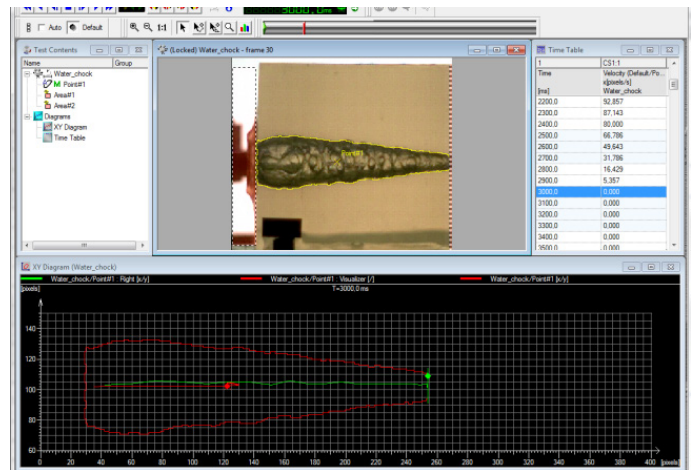 3000,0ms
Auto Default 1:1
Test Contents
Name Group
Water_chock
M Point#1
Area#1
Area#2
Diagrams
XY Diagram
Time Table
(Locked) Water_chock - frame 30
Point#1
Time Table
1 CS1:1
Time Velocity (Default/Po...
x[pixels/s]
[ms] Water_chock
2200,0 92,857
2300,0 87,143
2400,0 80,000
2500,0 66,786
2600,0 49,643
2700,0 31,786
2800,0 16,429
2900,0 5,357
3000,0 0,000
3100,0 0,000
3200,0 0,000
3300,0 0,000
3400,0 0,000
3500,0 0,000
XY Diagram (Water_chock)
Water_chock/Point#1 Right [x/y] Water_chock/Point#1 Visualizer [/] Water_chock/Point#1 [x/y]
[pixels] T=3000,0 ms
140
120
100
80
60
0 20 40 60 80 100 120 140 160 180 200 220 240 260 280 300 320 340 360 380 400 [pixels]